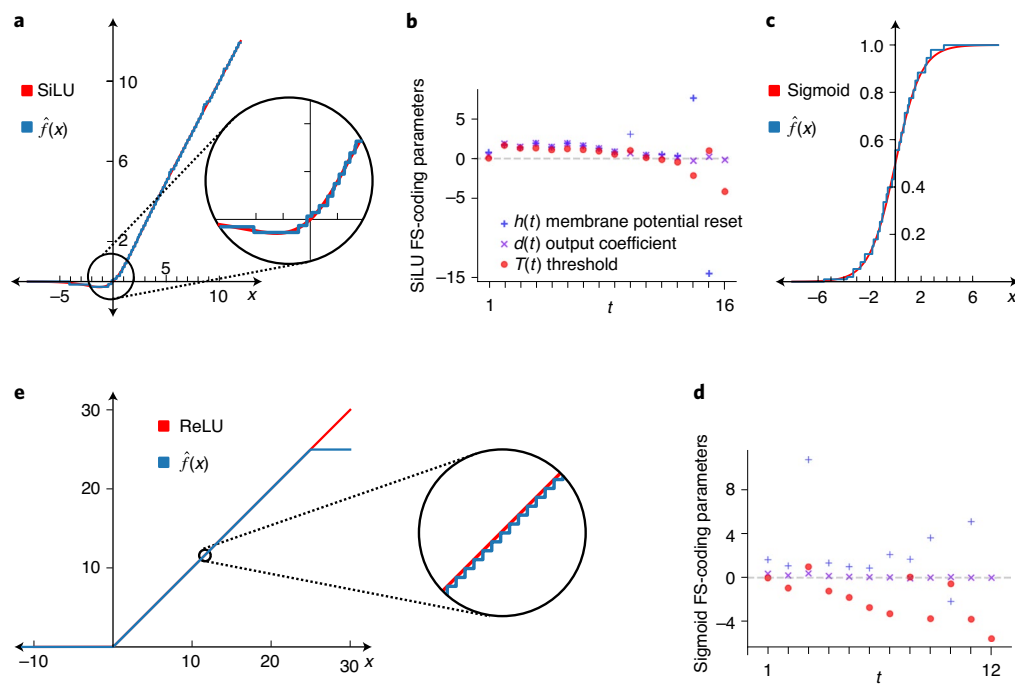 a
SiLU
f̂(x)
10
6
2
5
−5
10
x
b
SiLU FS-coding parameters
5
0
−5
−15
h(t) membrane potential reset
d(t) output coefficient
T(t) threshold
1
t
16
c
1.0
Sigmoid
f̂(x)
0.8
0.6
0.4
0.2
−6
−2
2
6
x
e
30
ReLU
f̂(x)
20
10
−10
10
20
30
x
d
Sigmoid FS-coding parameters
8
4
0
−4
1
t
12